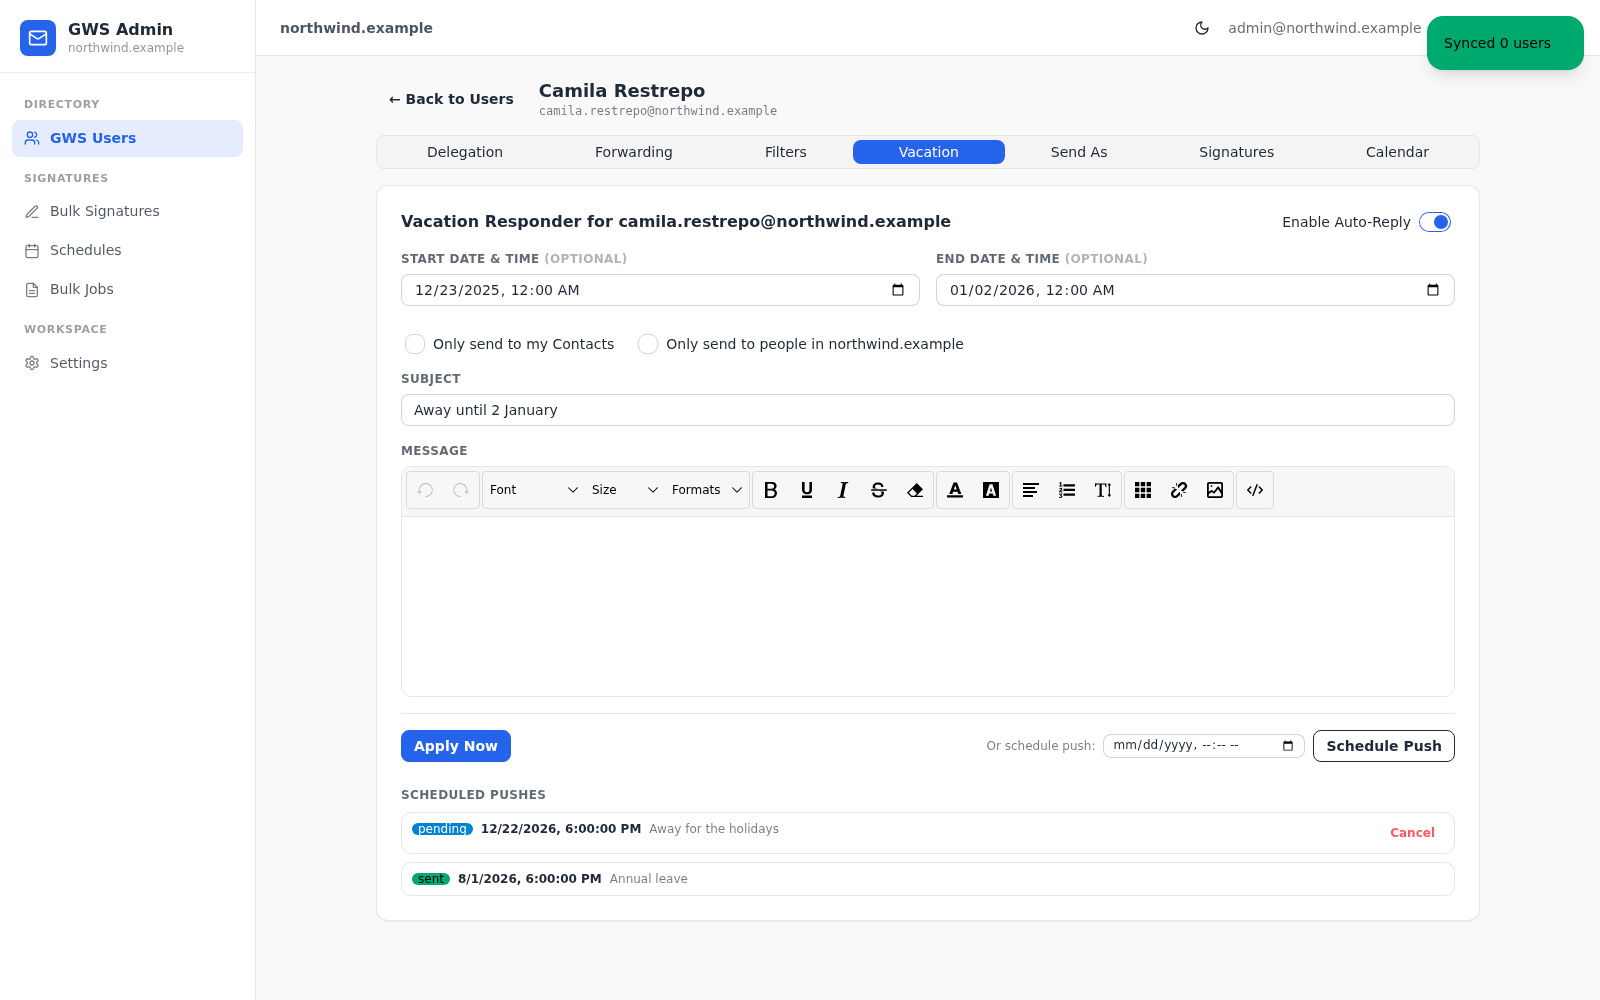 GWS Admin
northwind.example
DIRECTORY
GWS Users
SIGNATURES
Bulk Signatures
Schedules
Bulk Jobs
WORKSPACE
Settings
northwind.example
admin@northwind.example
Synced 0 users
← Back to Users
Camila Restrepo
camila.restrepo@northwind.example
Delegation Forwarding Filters Vacation Send As Signatures Calendar
Vacation Responder for camila.restrepo@northwind.example
Enable Auto-Reply
START DATE & TIME (OPTIONAL)
12/23/2025, 12:00 AM
END DATE & TIME (OPTIONAL)
01/02/2026, 12:00 AM
Only send to my Contacts
Only send to people in northwind.example
SUBJECT
Away until 2 January
MESSAGE
Font Size Formats
Apply Now
Or schedule push: mm/dd/yyyy, --:-- -- Schedule Push
SCHEDULED PUSHES
pending 12/22/2026, 6:00:00 PM Away for the holidays Cancel
sent 8/1/2026, 6:00:00 PM Annual leave